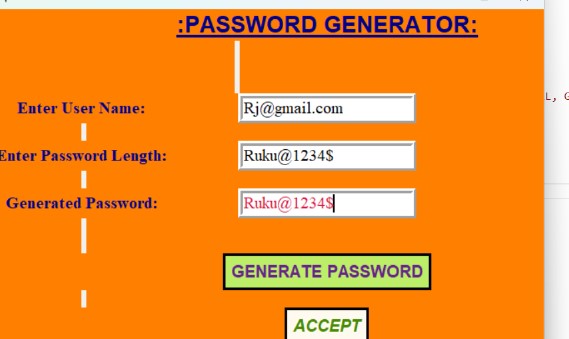 :PASSWORD GENERATOR:
Enter User Name: Rj@gmail.com
Enter Password Length: Ruku@1234$
Generated Password: Ruku@1234$
GENERATE PASSWORD
ACCEPT